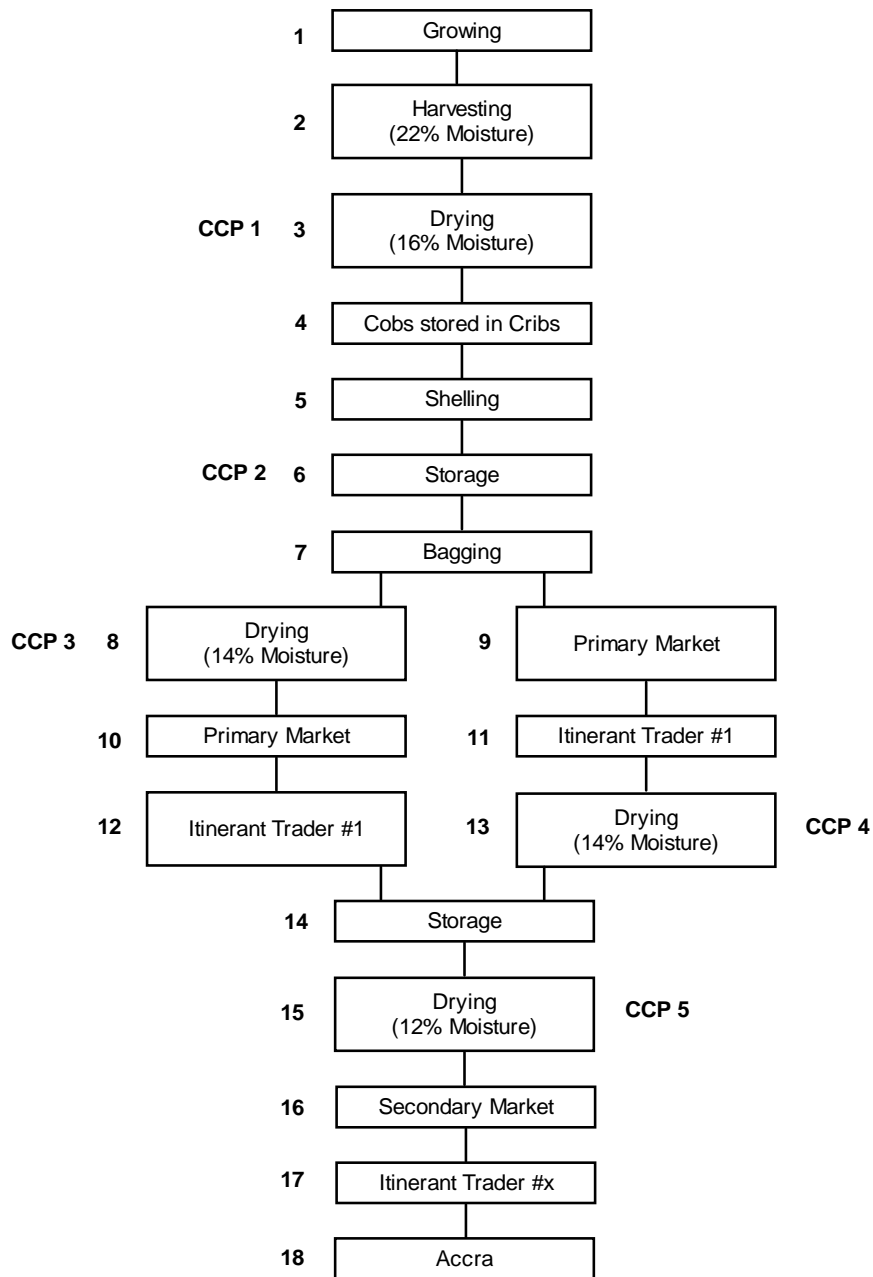 1 Growing
2 Harvesting
(22% Moisture)
CCP 1 3 Drying
(16% Moisture)
4 Cobs stored in Cribs
5 Shelling
CCP 2 6 Storage
7 Bagging
CCP 3 8 Drying
(14% Moisture)
9 Primary Market
10 Primary Market
11 Itinerant Trader #1
12 Itinerant Trader #1
13 Drying
(14% Moisture)
CCP 4
14 Storage
15 Drying
(12% Moisture)
CCP 5
16 Secondary Market
17 Itinerant Trader #x
18 Accra